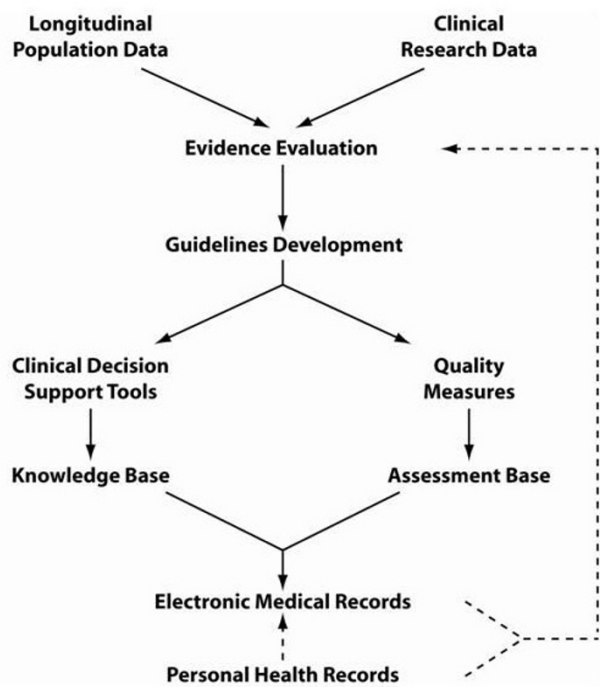 Longitudinal
Population Data
Clinical
Research Data
Evidence Evaluation
Guidelines Development
Clinical Decision
Support Tools
Quality
Measures
Knowledge Base
Assessment Base
Electronic Medical Records
Personal Health Records